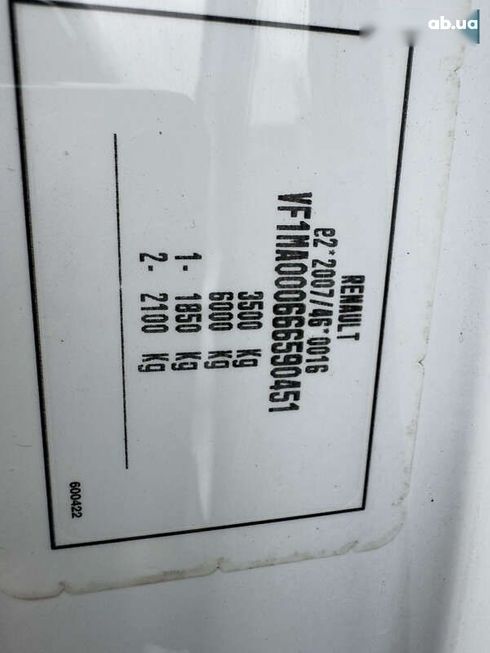 ab.ua
RENAULT
e2*2007/46*0016
VF1MA000666590451
3500 Kg
6000 Kg
1- 1850 Kg
2- 2100 Kg
600422